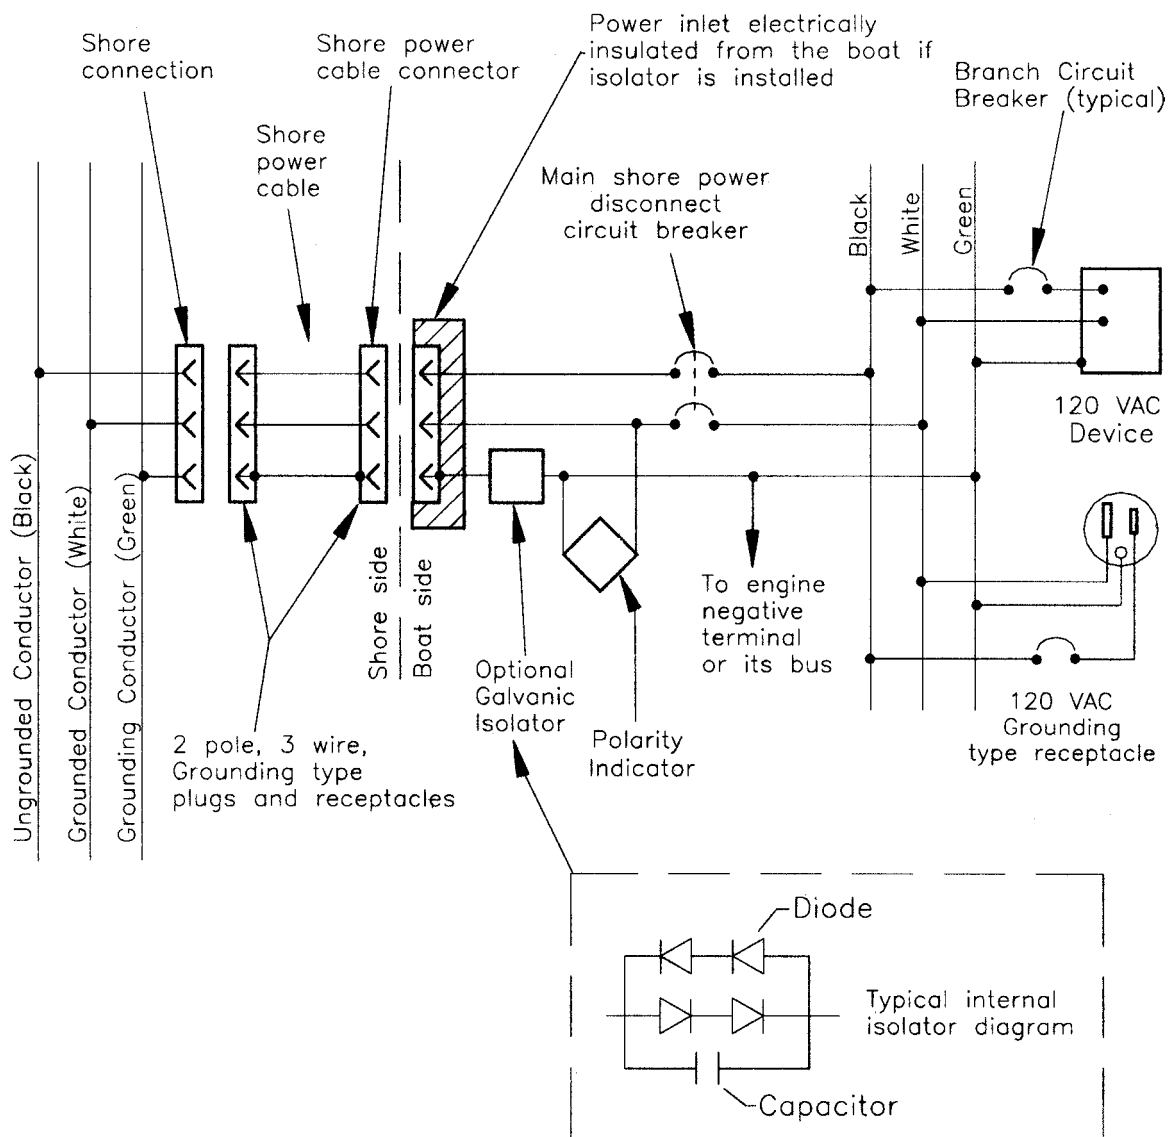 Shore
connection
Shore power
cable connector
Power inlet electrically
insulated from the boat if
isolator is installed
Branch Circuit
Breaker (typical)
Shore
power
cable
Main shore power
disconnect
circuit breaker
Black
White
Green
120 VAC
Device
Ungrounded Conductor (Black)
Grounded Conductor (White)
Grounding Conductor (Green)
Shore side
Boat side
To engine
negative
terminal
or its bus
Optional
Galvanic
Isolator
Polarity
Indicator
120 VAC
Grounding
type receptacle
2 pole, 3 wire,
Grounding type
plugs and receptacles
Diode
Typical internal
isolator diagram
Capacitor